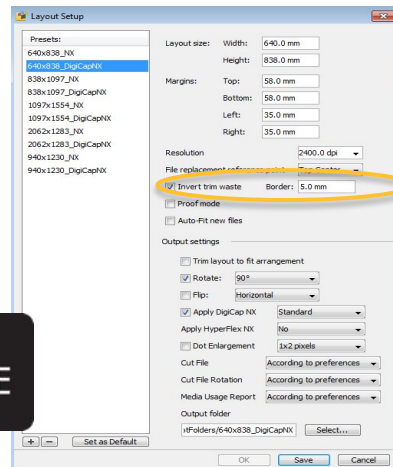 Layout Setup
Presets:
640x838_NX
640x838_DigiCapNX
838x1097_NX
838x1097_DigiCapNX
1097x1554_NX
1097x1554_DigiCapNX
2062x1283_NX
2062x1283_DigiCapNX
940x1230_NX
940x1230_DigiCapNX
+ − Set as Default
Layout size: Width: 640.0 mm
Height: 838.0 mm
Margins: Top: 58.0 mm
Bottom: 58.0 mm
Left: 35.0 mm
Right: 35.0 mm
Resolution 2400.0 dpi
File replacement reference point Top Center
Invert trim waste Border: 5.0 mm
Proof mode
Auto-Fit new files
Output settings
Trim layout to fit arrangement
Rotate: 90°
Flip: Horizontal
Apply DigiCap NX Standard
Apply HyperFlex NX No
Dot Enlargement 1x2 pixels
Cut File According to preferences
Cut File Rotation According to preferences
Media Usage Report According to preferences
Output folder
ıtFolders/640x838_DigiCapNX Select...
OK Save Cancel